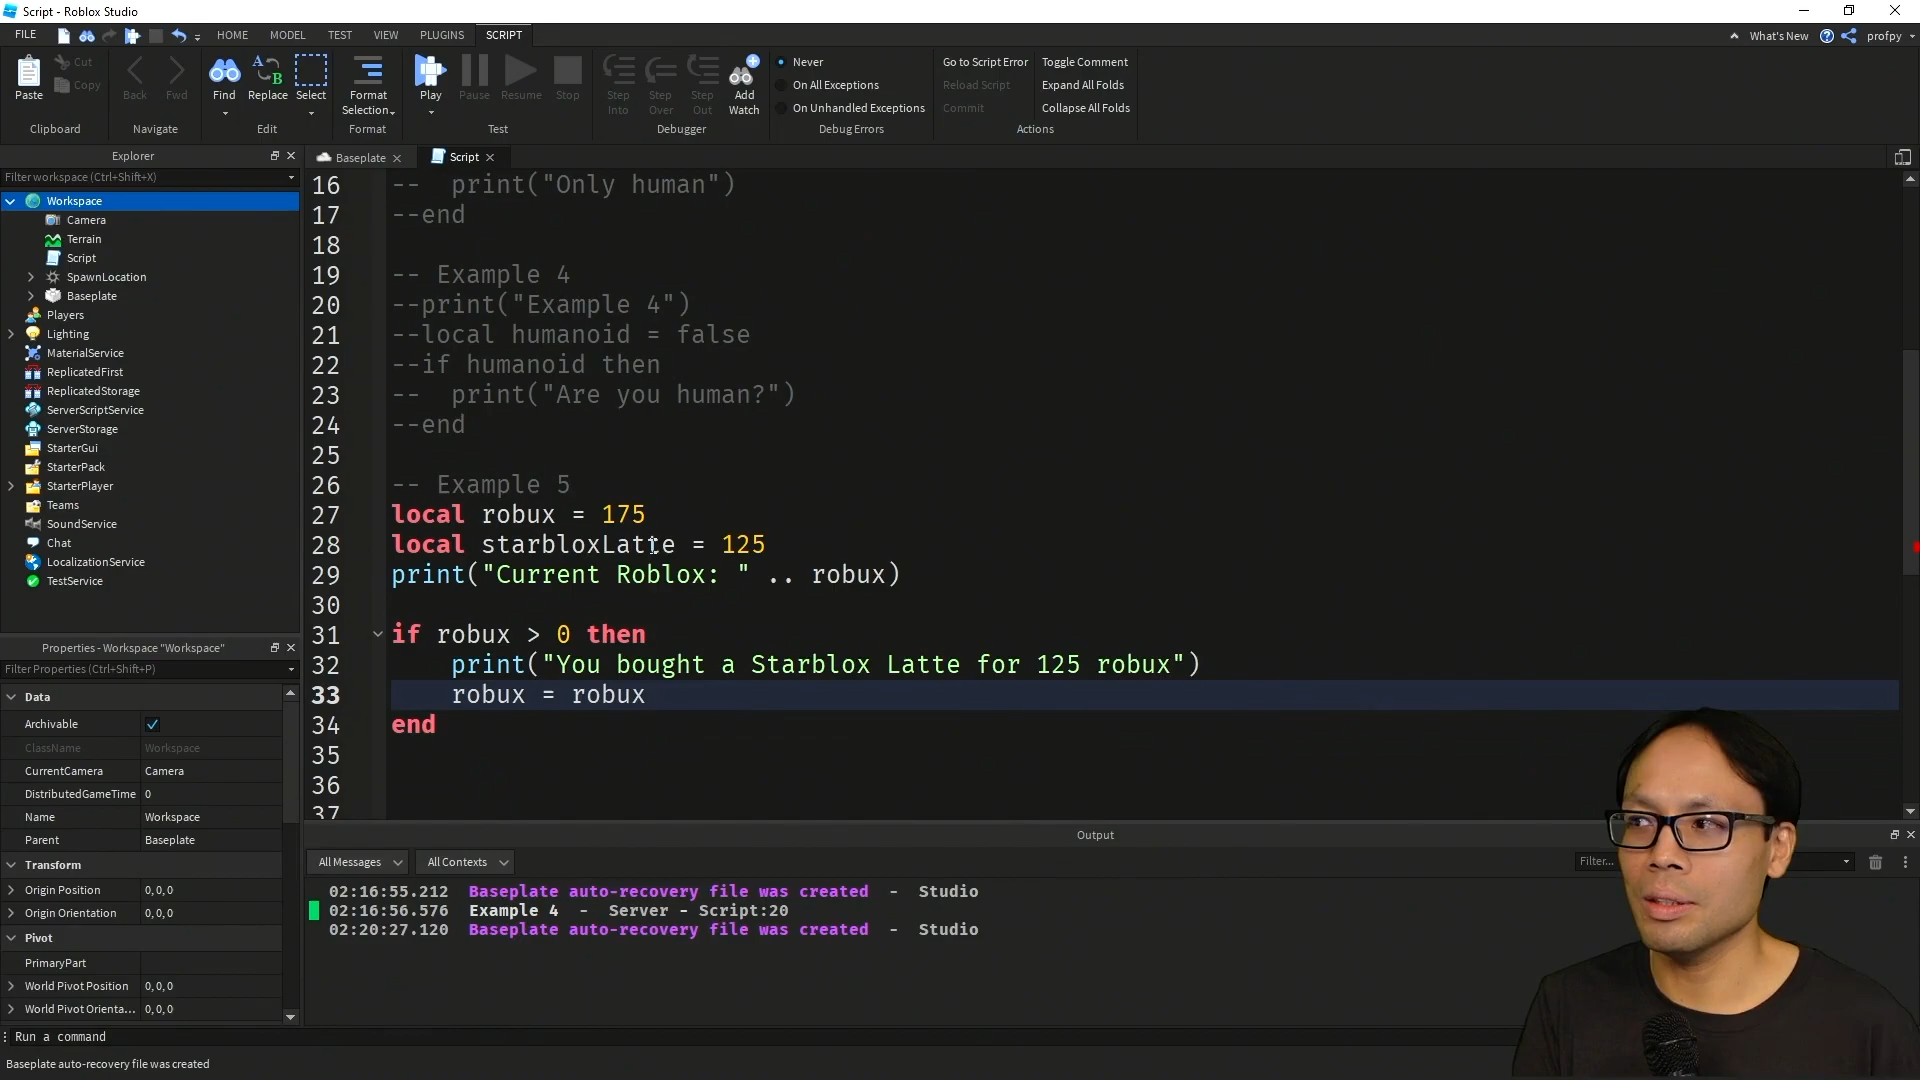 Script - Roblox Studio
FILE HOME MODEL TEST VIEW PLUGINS SCRIPT What's New profpy
Paste Cut Copy
Clipboard
Back Fwd
Navigate
Find Replace Select
Edit
Format Selection
Format
Play Pause Resume Stop
Test
Step Into Step Over Step Out Add Watch
Debugger
Never
On All Exceptions
On Unhandled Exceptions
Debug Errors
Go to Script Error Toggle Comment
Reload Script Expand All Folds
Commit Collapse All Folds
Actions
Explorer
Filter workspace (Ctrl+Shift+X)
Workspace
Camera
Terrain
Script
SpawnLocation
Baseplate
Players
Lighting
MaterialService
ReplicatedFirst
ReplicatedStorage
ServerScriptService
ServerStorage
StarterGui
StarterPack
StarterPlayer
Teams
SoundService
Chat
LocalizationService
TestService
Properties - Workspace "Workspace"
Filter Properties (Ctrl+Shift+P)
Data
Archivable
ClassName Workspace
CurrentCamera Camera
DistributedGameTime 0
Name Workspace
Parent Baseplate
Transform
Origin Position 0,0,0
Origin Orientation 0,0,0
Pivot
PrimaryPart
World Pivot Position 0,0,0
World Pivot Orienta... 0,0,0
Baseplate Script
16 --  print("Only human")
17 --end
18
19 -- Example 4
20 --print("Example 4")
21 --local humanoid = false
22 --if humanoid then
23 --  print("Are you human?")
24 --end
25
26 -- Example 5
27 local robux = 175
28 local starbloxLatte = 125
29 print("Current Roblox: " .. robux)
30
31 if robux > 0 then
32     print("You bought a Starblox Latte for 125 robux")
33     robux = robux
34 end
35
36
37
Output
All Messages All Contexts Filter...
02:16:55.212 Baseplate auto-recovery file was created - Studio
02:16:56.576 Example 4 - Server - Script:20
02:20:27.120 Baseplate auto-recovery file was created - Studio
Run a command
Baseplate auto-recovery file was created